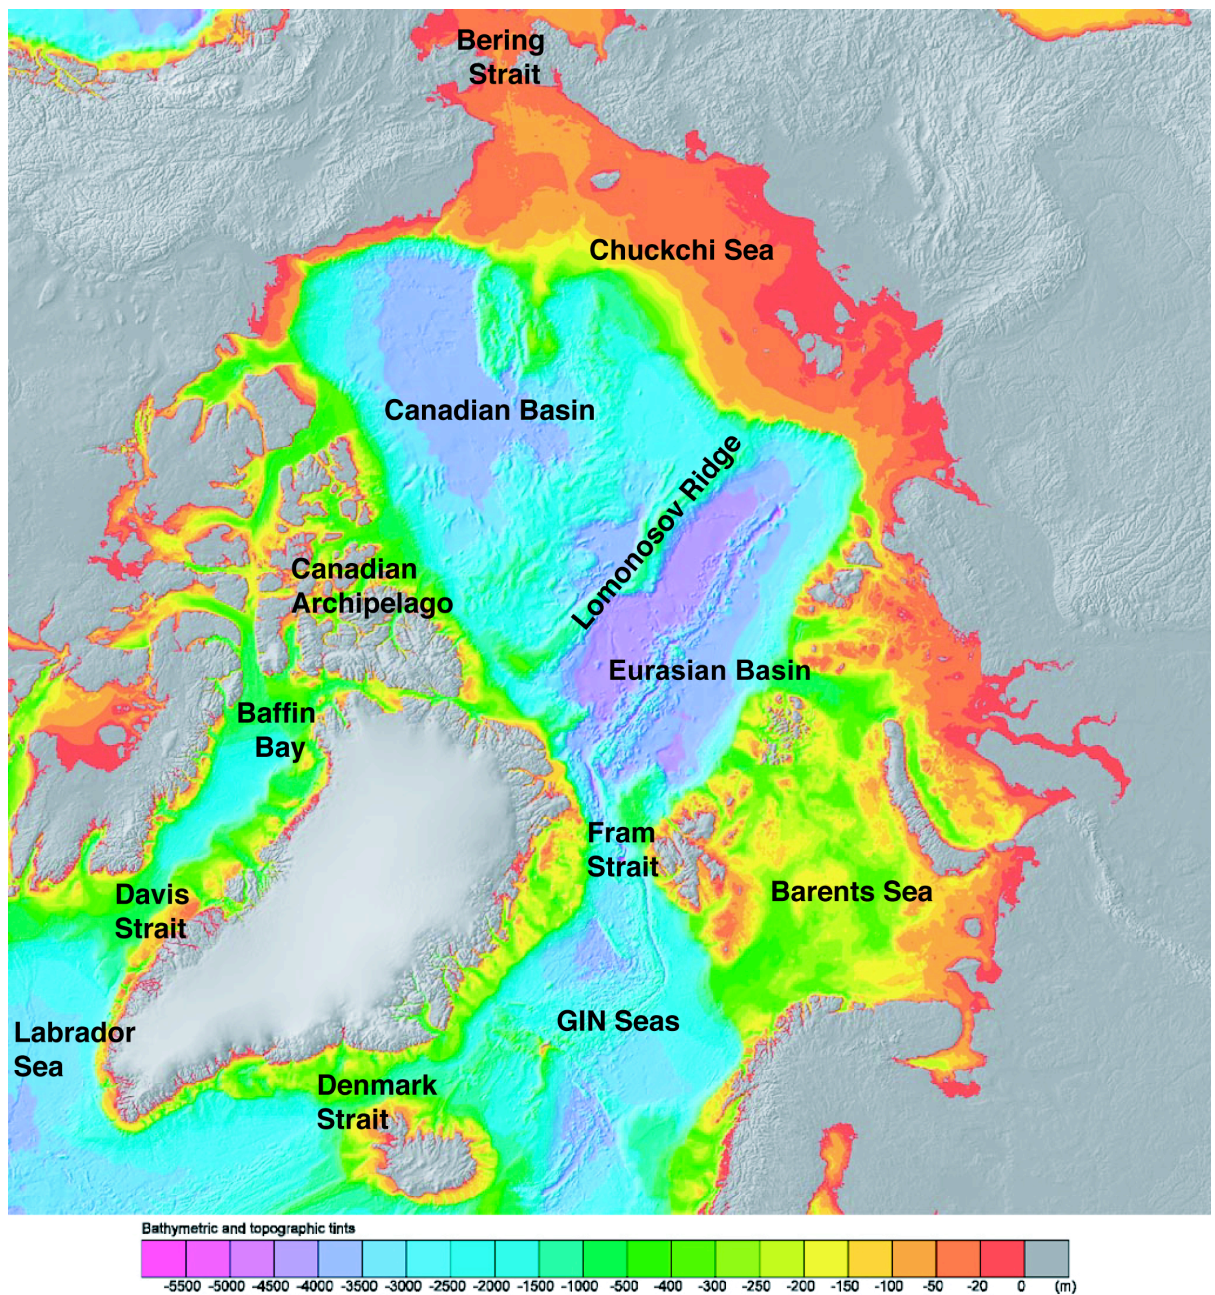 Bering
Strait
Chuckchi Sea
Canadian Basin
Lomonosov Ridge
Canadian
Archipelago
Eurasian Basin
Baffin
Bay
Fram
Strait
Davis
Strait
Barents Sea
GIN Seas
Labrador
Sea
Denmark
Strait
Bathymetric and topographic tints
-5500 -5000 -4500 -4000 -3500 -3000 -2500 -2000 -1500 -1000 -500 -400 -300 -250 -200 -150 -100 -50 -20 0 (m)